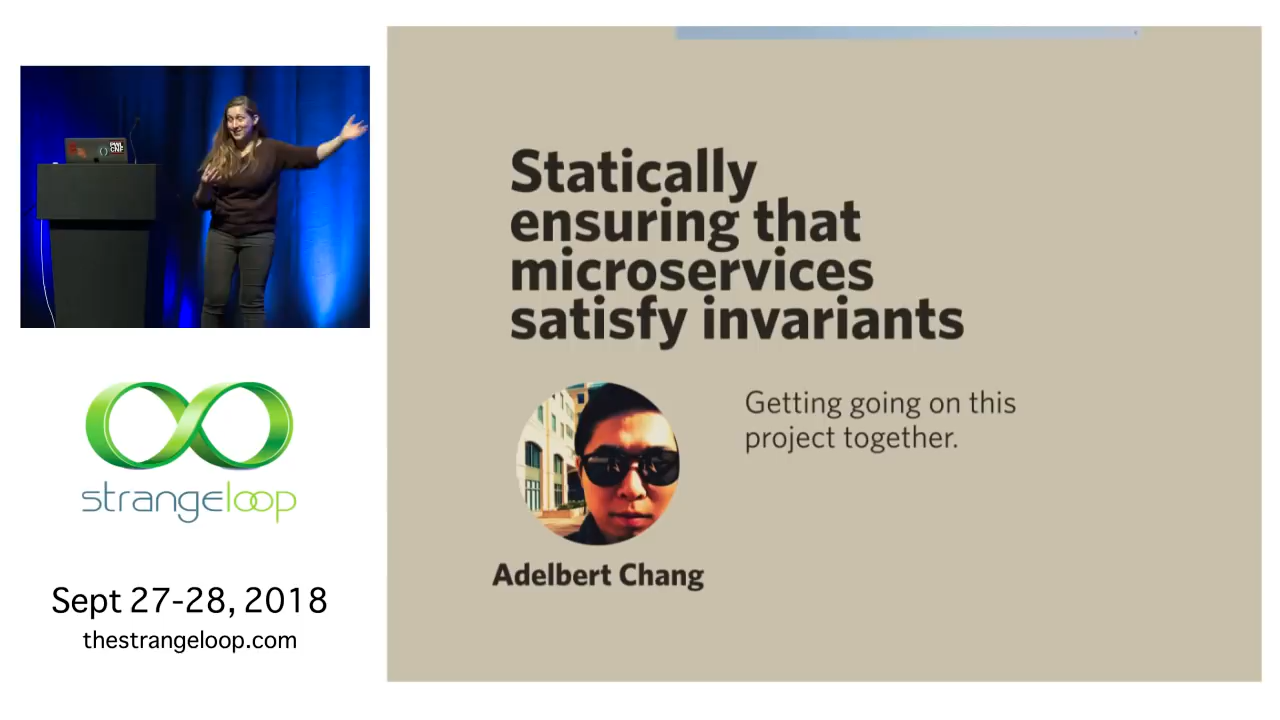 Statically
ensuring that
microservices
satisfy invariants
Getting going on this
project together.
Adelbert Chang
strangeloop
Sept 27-28, 2018
thestrangeloop.com